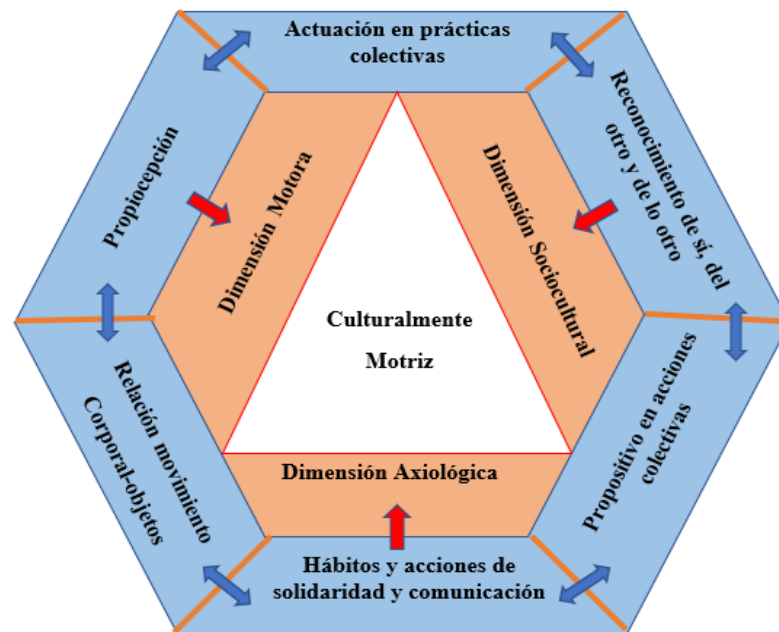 Actuación en prácticas
colectivas
Propiocepción
Dimensión Motora
Dimensión Sociocultural
Reconocimiento de sí, del
otro y de lo otro
Culturalmente
Motriz
Relación movimiento
Corporal-objetos
Dimensión Axiológica
Propositivo en acciones
colectivas
Hábitos y acciones de
solidaridad y comunicación